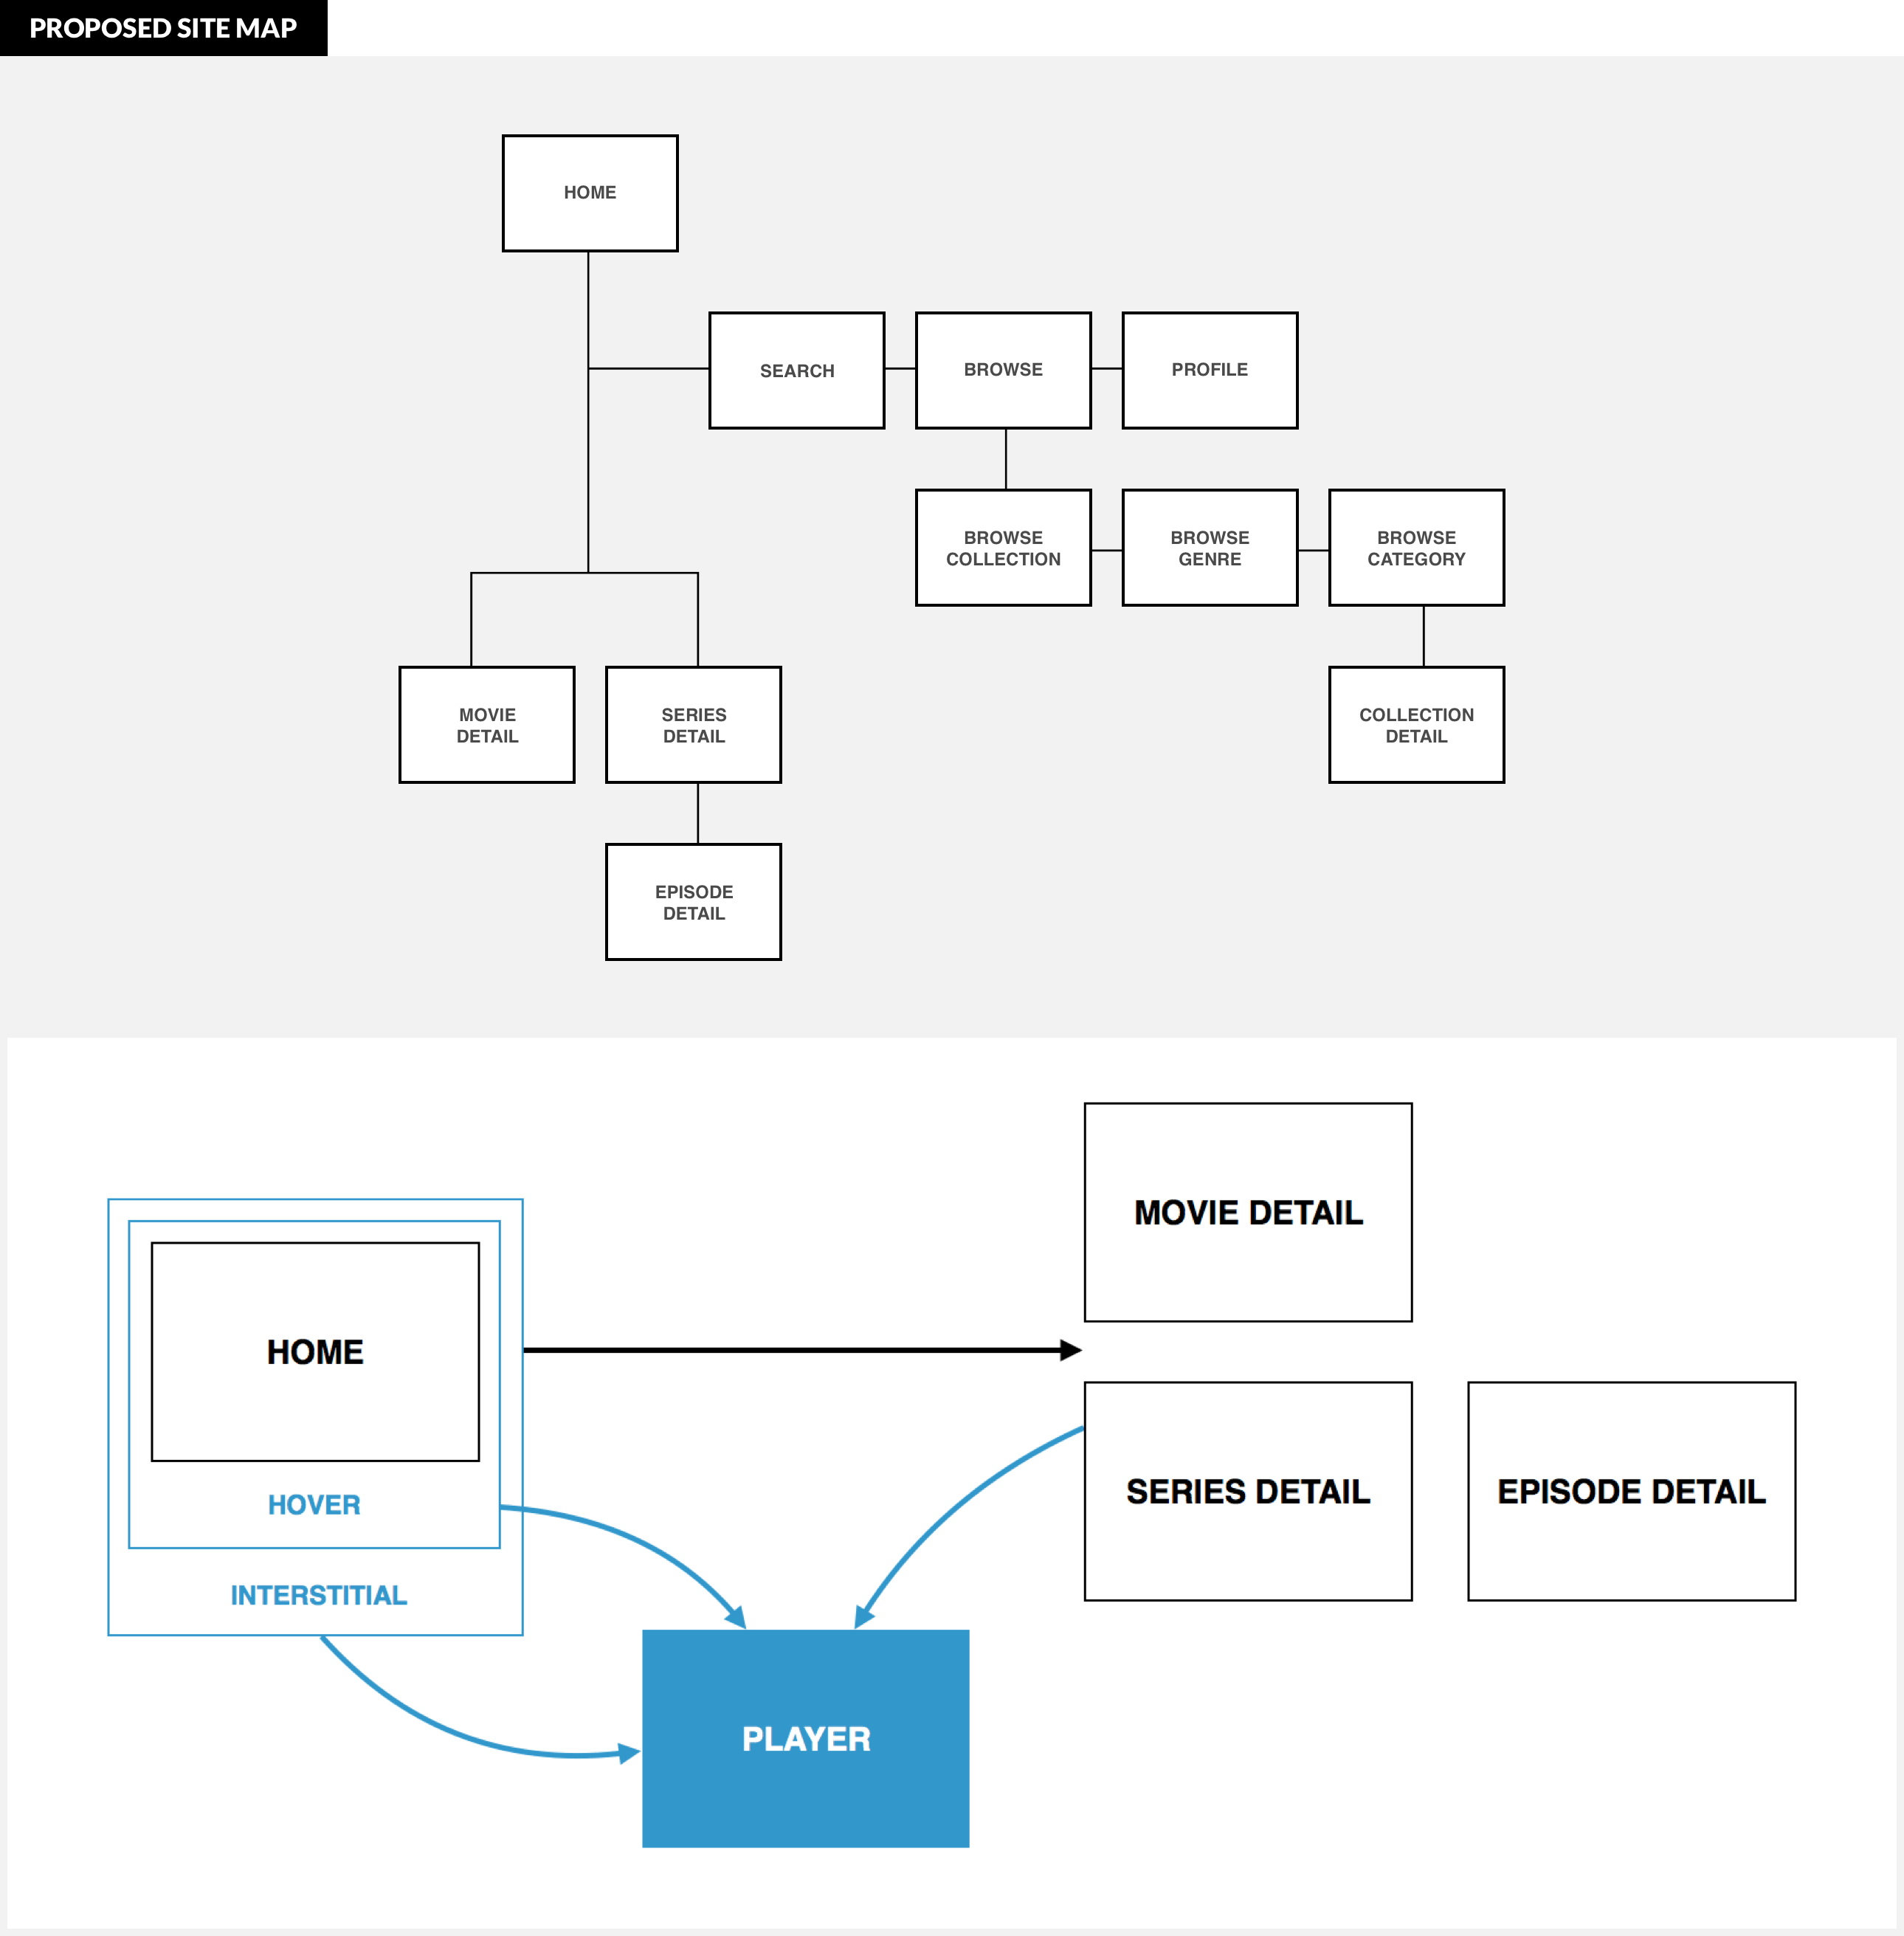 PROPOSED SITE MAP
HOME
SEARCH
BROWSE
PROFILE
BROWSE
COLLECTION
BROWSE
GENRE
BROWSE
CATEGORY
MOVIE
DETAIL
SERIES
DETAIL
COLLECTION
DETAIL
EPISODE
DETAIL
MOVIE DETAIL
HOME
SERIES DETAIL
EPISODE DETAIL
HOVER
INTERSTITIAL
PLAYER